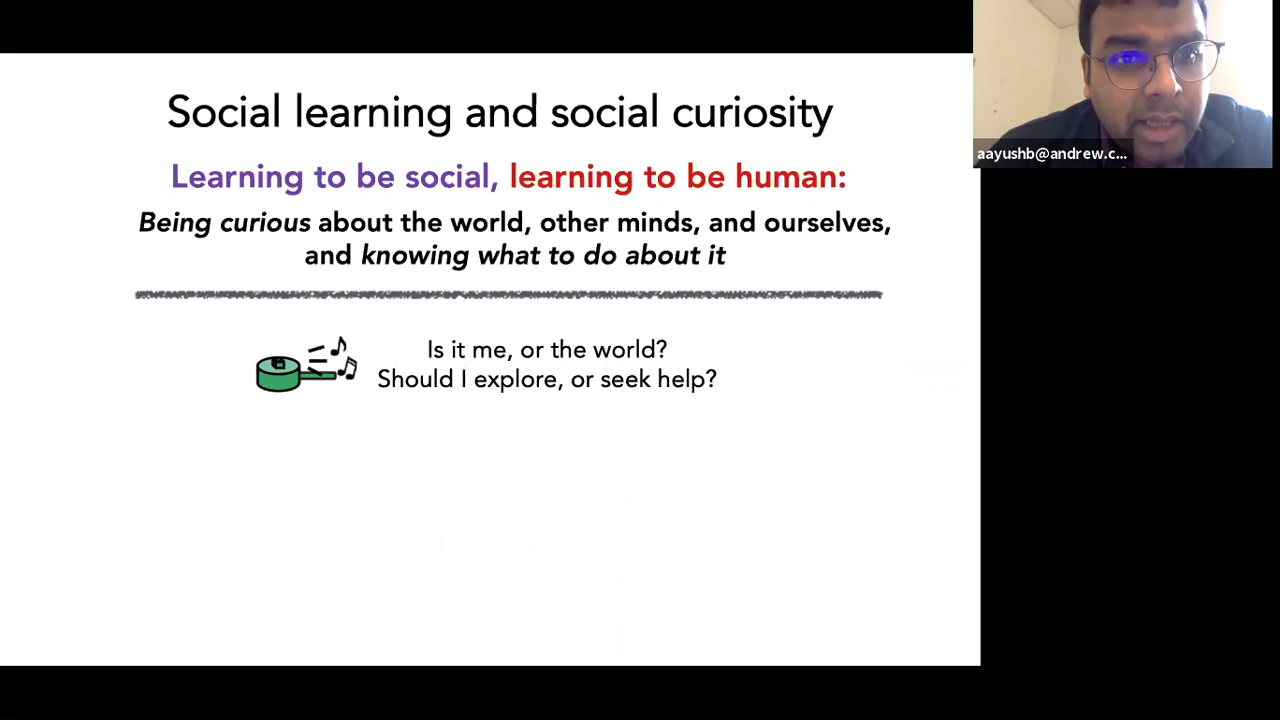 Social learning and social curiosity
Learning to be social, learning to be human:
Being curious about the world, other minds, and ourselves,
and knowing what to do about it
Is it me, or the world?
Should I explore, or seek help?
aayushb@andrew.c...